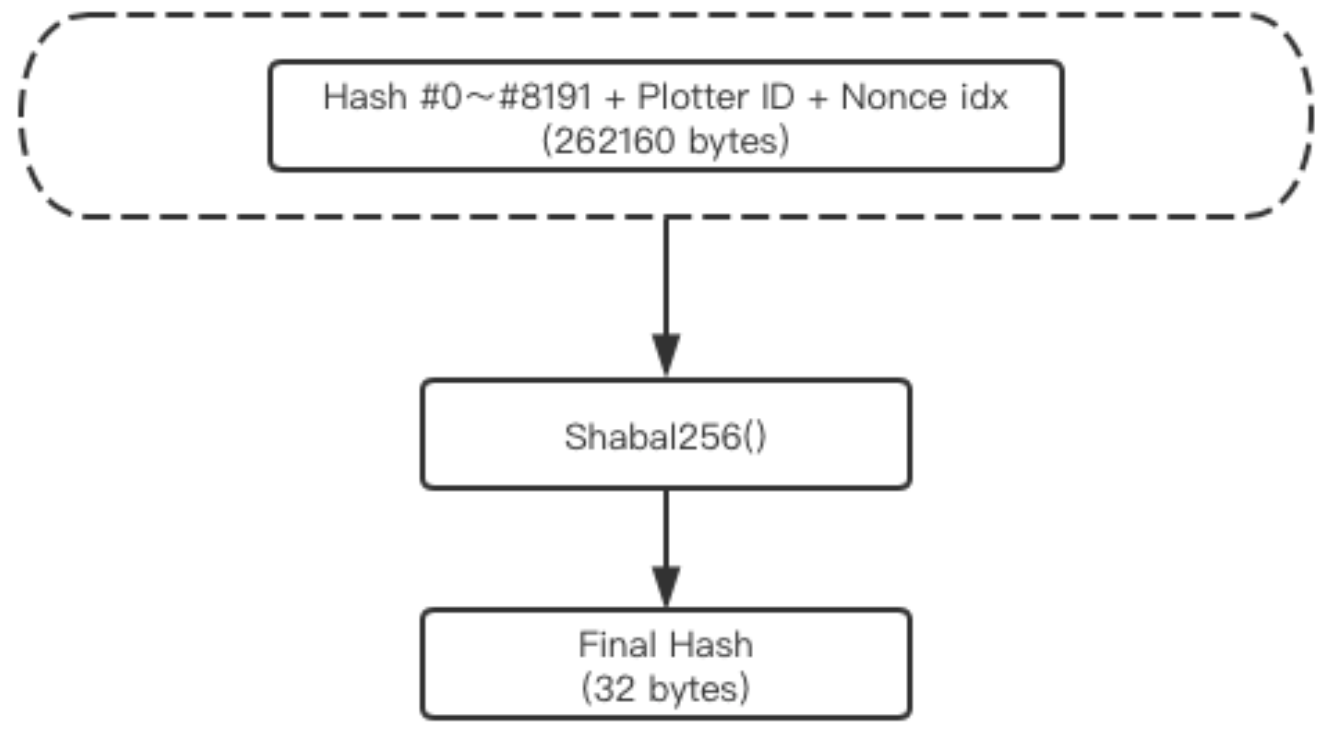 Hash #0～#8191 + Plotter ID + Nonce idx
(262160 bytes)
Shabal256()
Final Hash
(32 bytes)